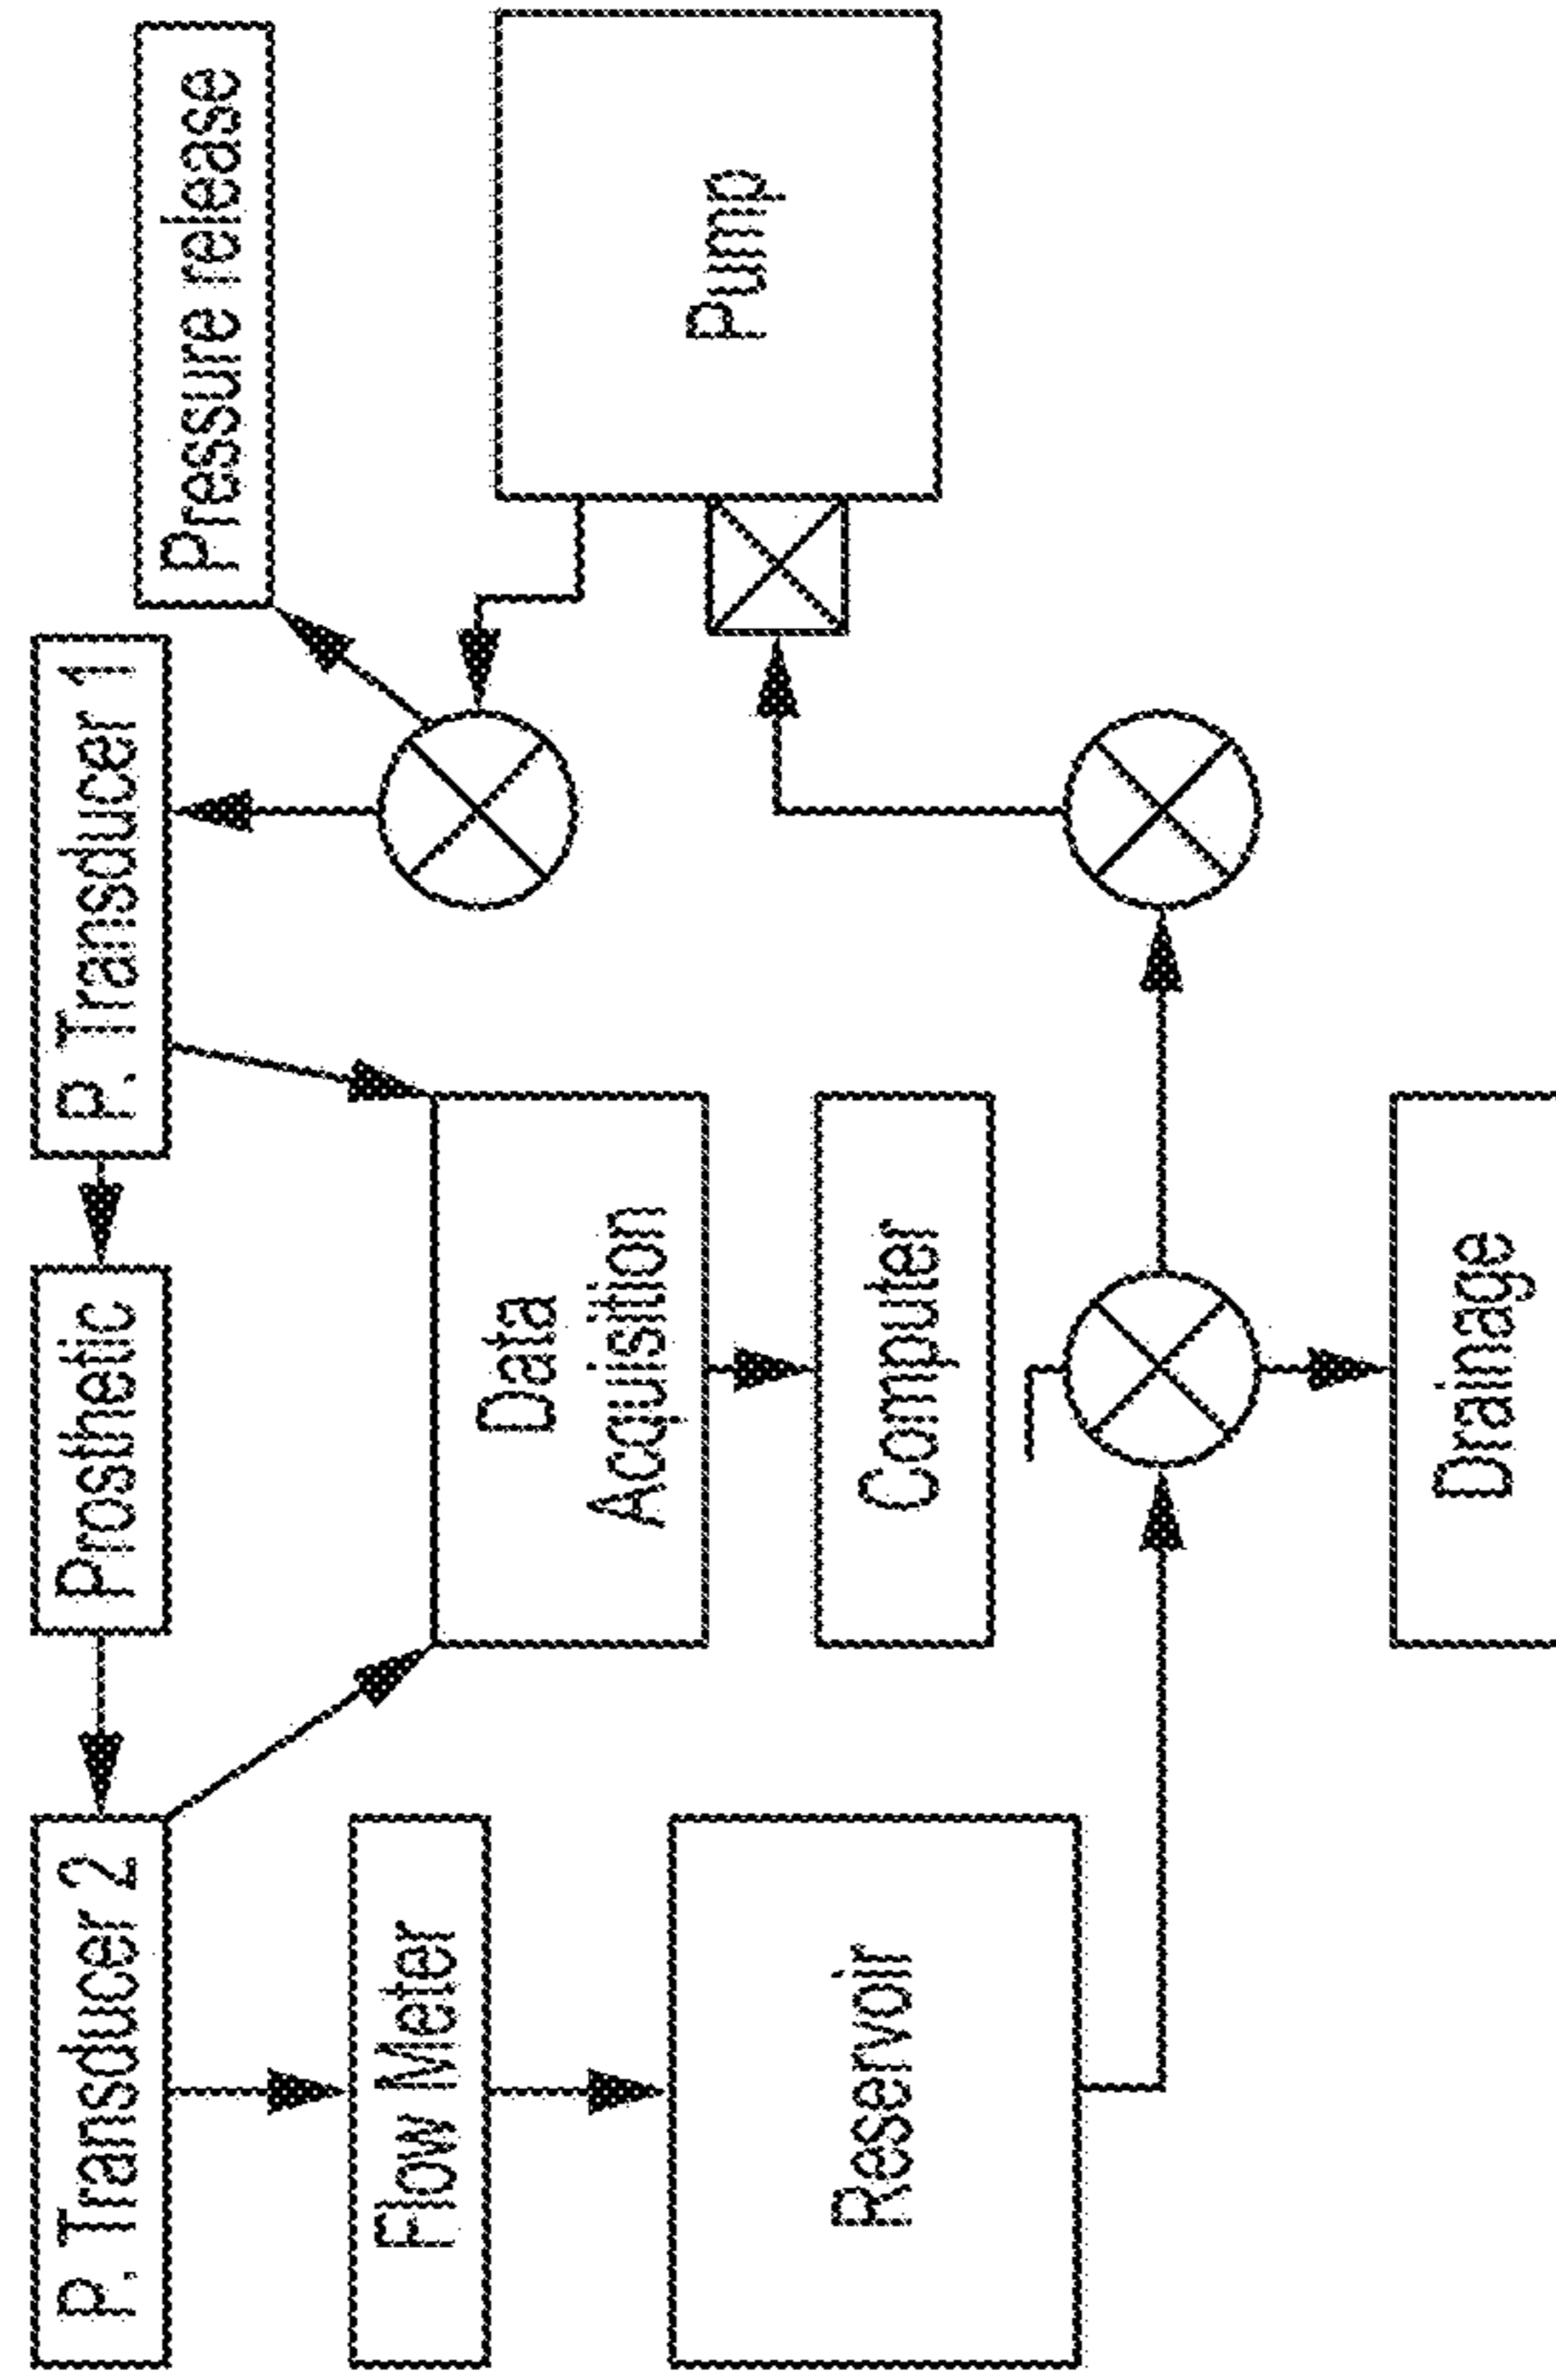 P. Transducer 2
Prosthetic
P. Transducer 1
Pressure release
Flow Meter
Data
Acquisition
Pump
Reservoir
Computer
Drainage